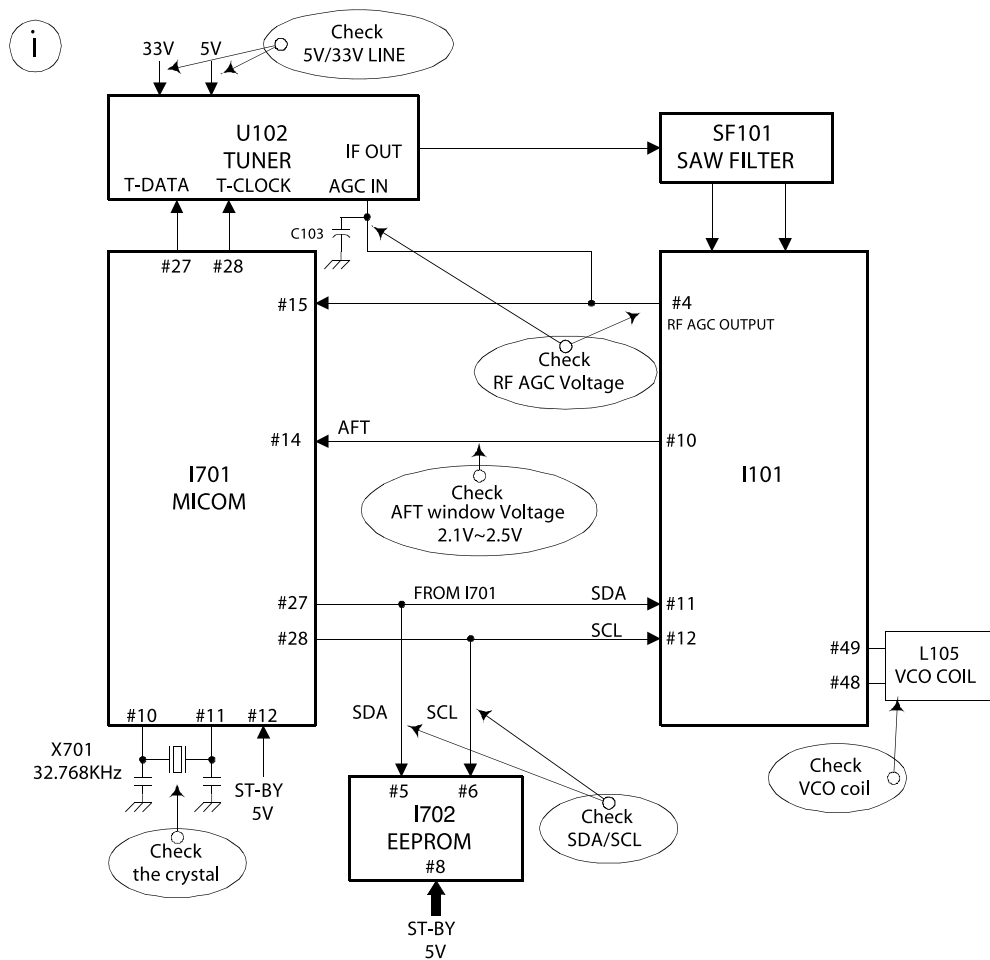 i
33V
5V
Check
5V/33V LINE
U102
TUNER
IF OUT
T-DATA
T-CLOCK
AGC IN
SF101
SAW FILTER
C103
#27
#28
#15
#4
RF AGC OUTPUT
Check
RF AGC Voltage
#14
AFT
#10
I701
MICOM
I101
Check
AFT window Voltage
2.1V~2.5V
#27
FROM I701
SDA
#11
#28
SCL
#12
#49
#48
L105
VCO COIL
#10
#11
#12
SDA
SCL
X701
32.768KHz
ST-BY
5V
#5
#6
I702
EEPROM
#8
Check
SDA/SCL
Check
VCO coil
Check
the crystal
ST-BY
5V